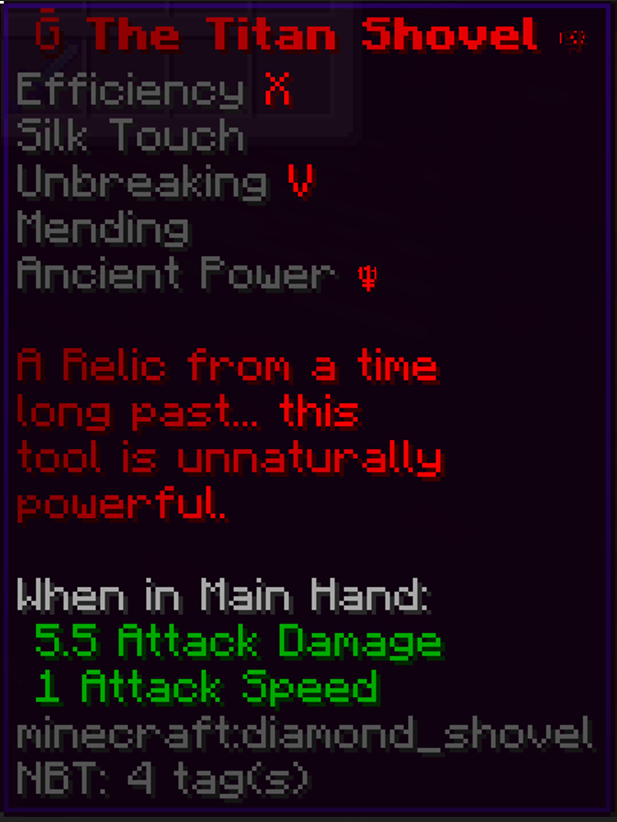 Ḡ The Titan Shovel
Efficiency X
Silk Touch
Unbreaking V
Mending
Ancient Power ♆
A Relic from a time
long past... this
tool is unnaturally
powerful.
When in Main Hand:
5.5 Attack Damage
1 Attack Speed
minecraft:diamond_shovel
NBT: 4 tag(s)